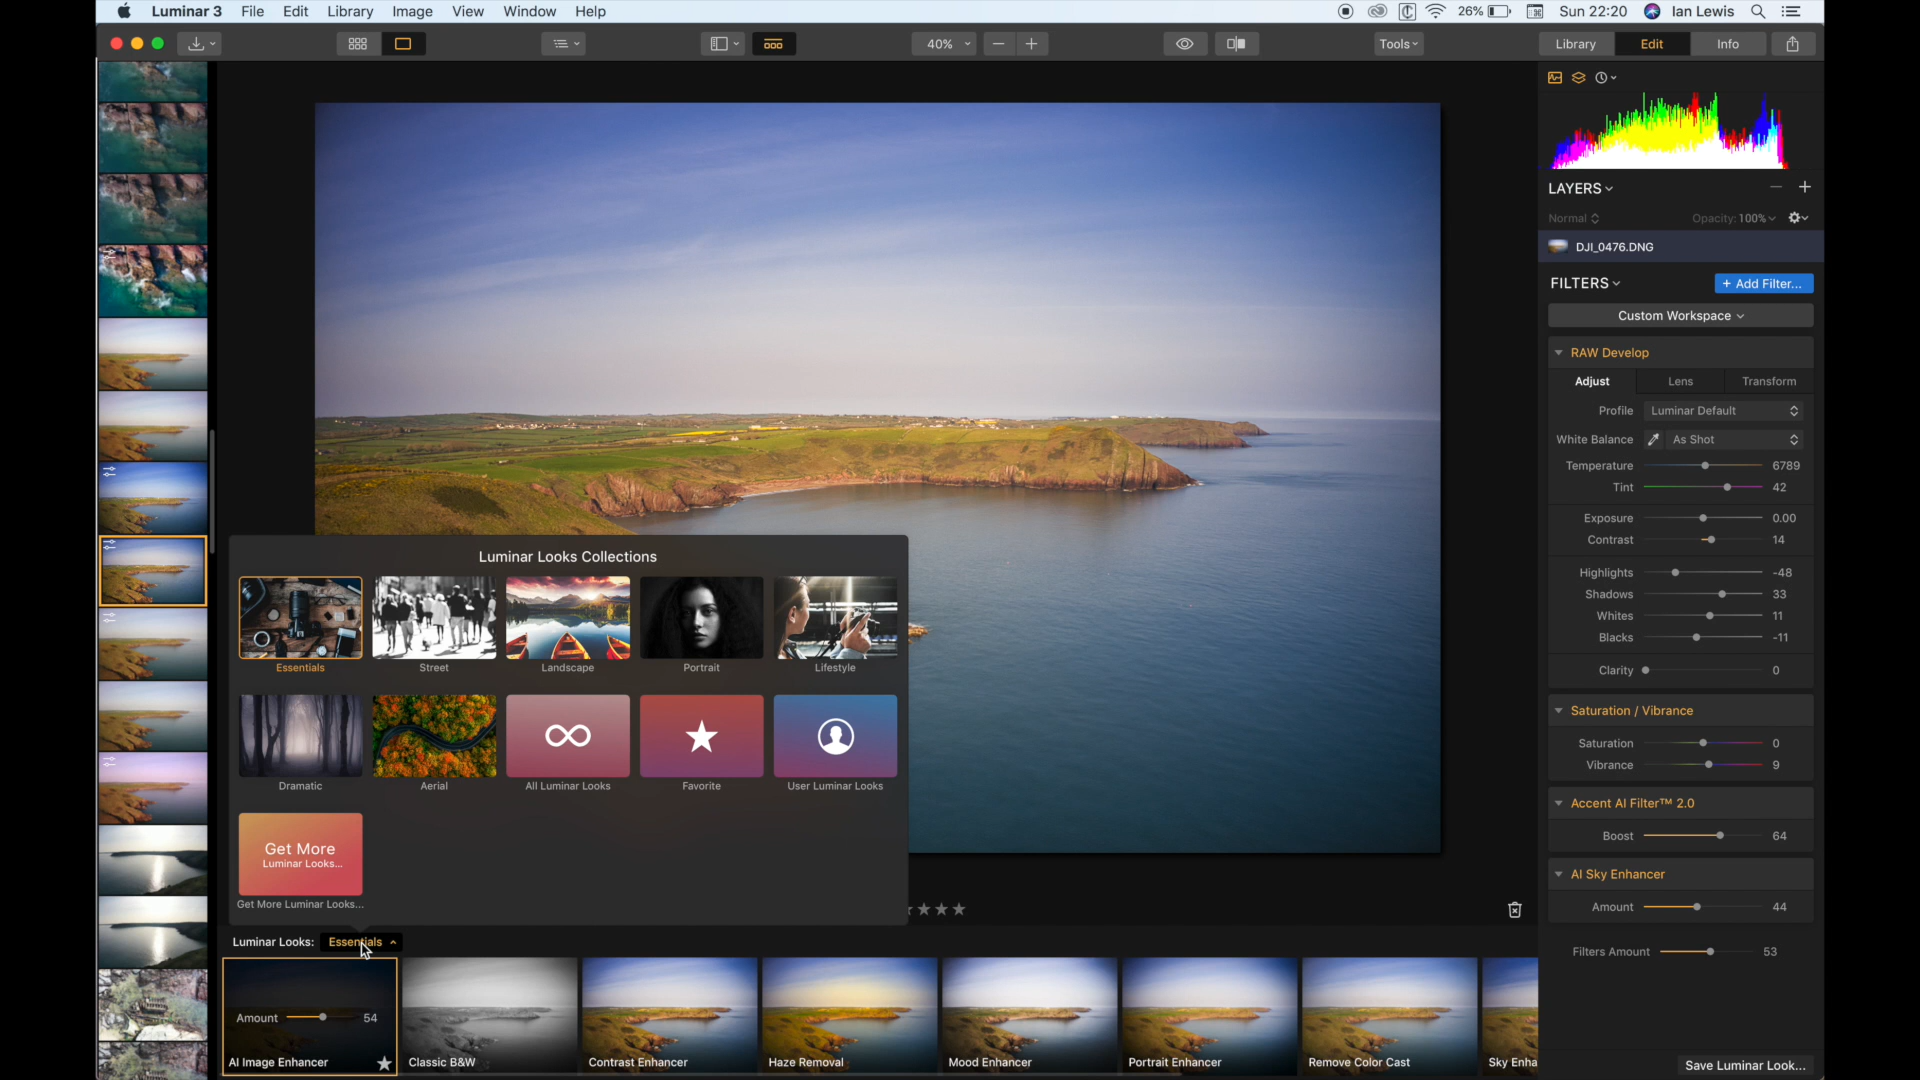 Luminar 3 File Edit Library Image View Window Help
26% Sun 22:20 Ian Lewis
40% Tools Library Edit Info
LAYERS
Normal Opacity: 100%
DJI_0476.DNG
FILTERS + Add Filter...
Custom Workspace
RAW Develop
Adjust Lens Transform
Profile Luminar Default
White Balance As Shot
Temperature 6789
Tint 42
Exposure 0.00
Contrast 14
Highlights -48
Shadows 33
Whites 11
Blacks -11
Clarity 0
Saturation / Vibrance
Saturation 0
Vibrance 9
Accent AI Filter™ 2.0
Boost 64
AI Sky Enhancer
Amount 44
Filters Amount 53
Save Luminar Look...
Luminar Looks Collections
Essentials Street Landscape Portrait Lifestyle
Dramatic Aerial All Luminar Looks Favorite User Luminar Looks
Get More
Luminar Looks...
Get More Luminar Looks...
Luminar Looks: Essentials
Amount 54
AI Image Enhancer Classic B&W Contrast Enhancer Haze Removal Mood Enhancer Portrait Enhancer Remove Color Cast Sky Enha